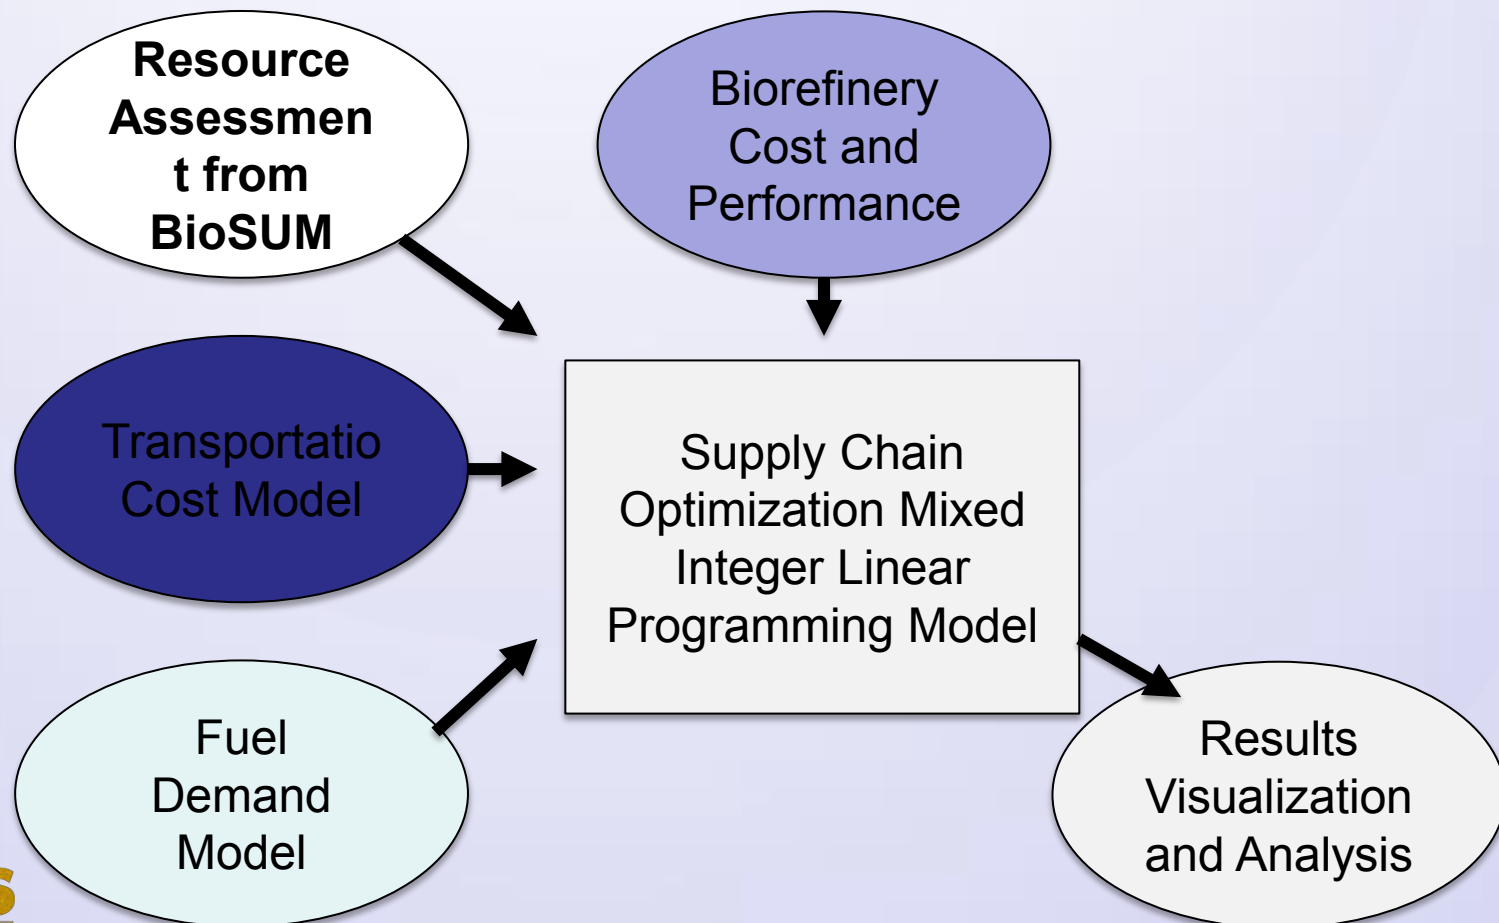 Resource
Assessmen
t from
BioSUM
Biorefinery
Cost and
Performance
Transportatio
Cost Model
Supply Chain
Optimization Mixed
Integer Linear
Programming Model
Fuel
Demand
Model
Results
Visualization
and Analysis